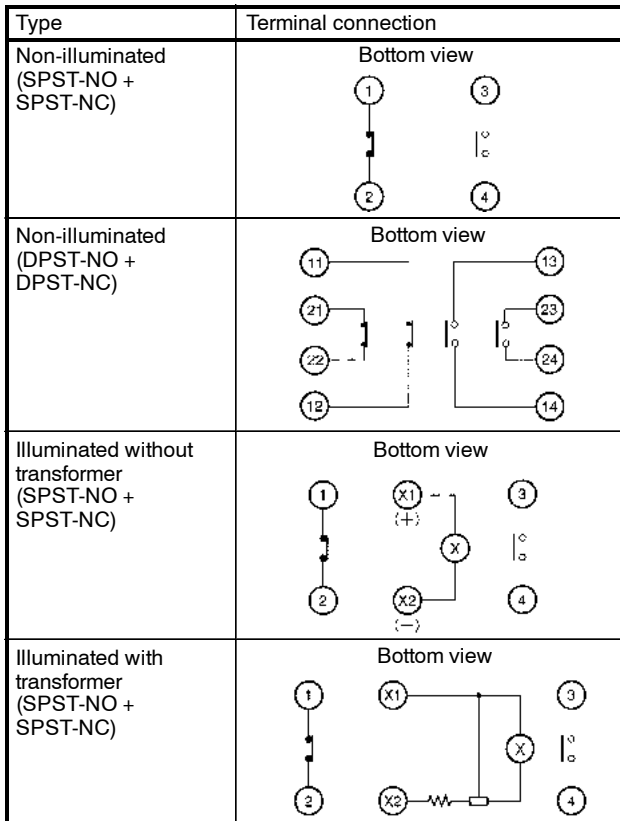 Type Terminal connection
Non-illuminated
(SPST-NO +
SPST-NC)
Bottom view
1 3
2 4
Non-illuminated
(DPST-NO +
DPST-NC)
Bottom view
11 13
21 23
22 24
12 14
Illuminated without
transformer
(SPST-NO +
SPST-NC)
Bottom view
1 X1 3
(+)
X
2 X2 4
(−)
Illuminated with
transformer
(SPST-NO +
SPST-NC)
Bottom view
1 X1 3
X
2 X2 4